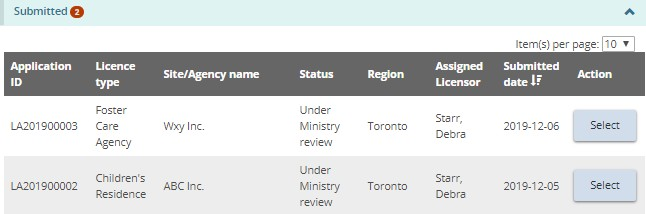 Submitted 2
Item(s) per page: 10
Application ID Licence type Site/Agency name Status Region Assigned Licensor Submitted date Action
LA201900003 Foster Care Agency Wxy Inc. Under Ministry review Toronto Starr, Debra 2019-12-06 Select
LA201900002 Children's Residence ABC Inc. Under Ministry review Toronto Starr, Debra 2019-12-05 Select